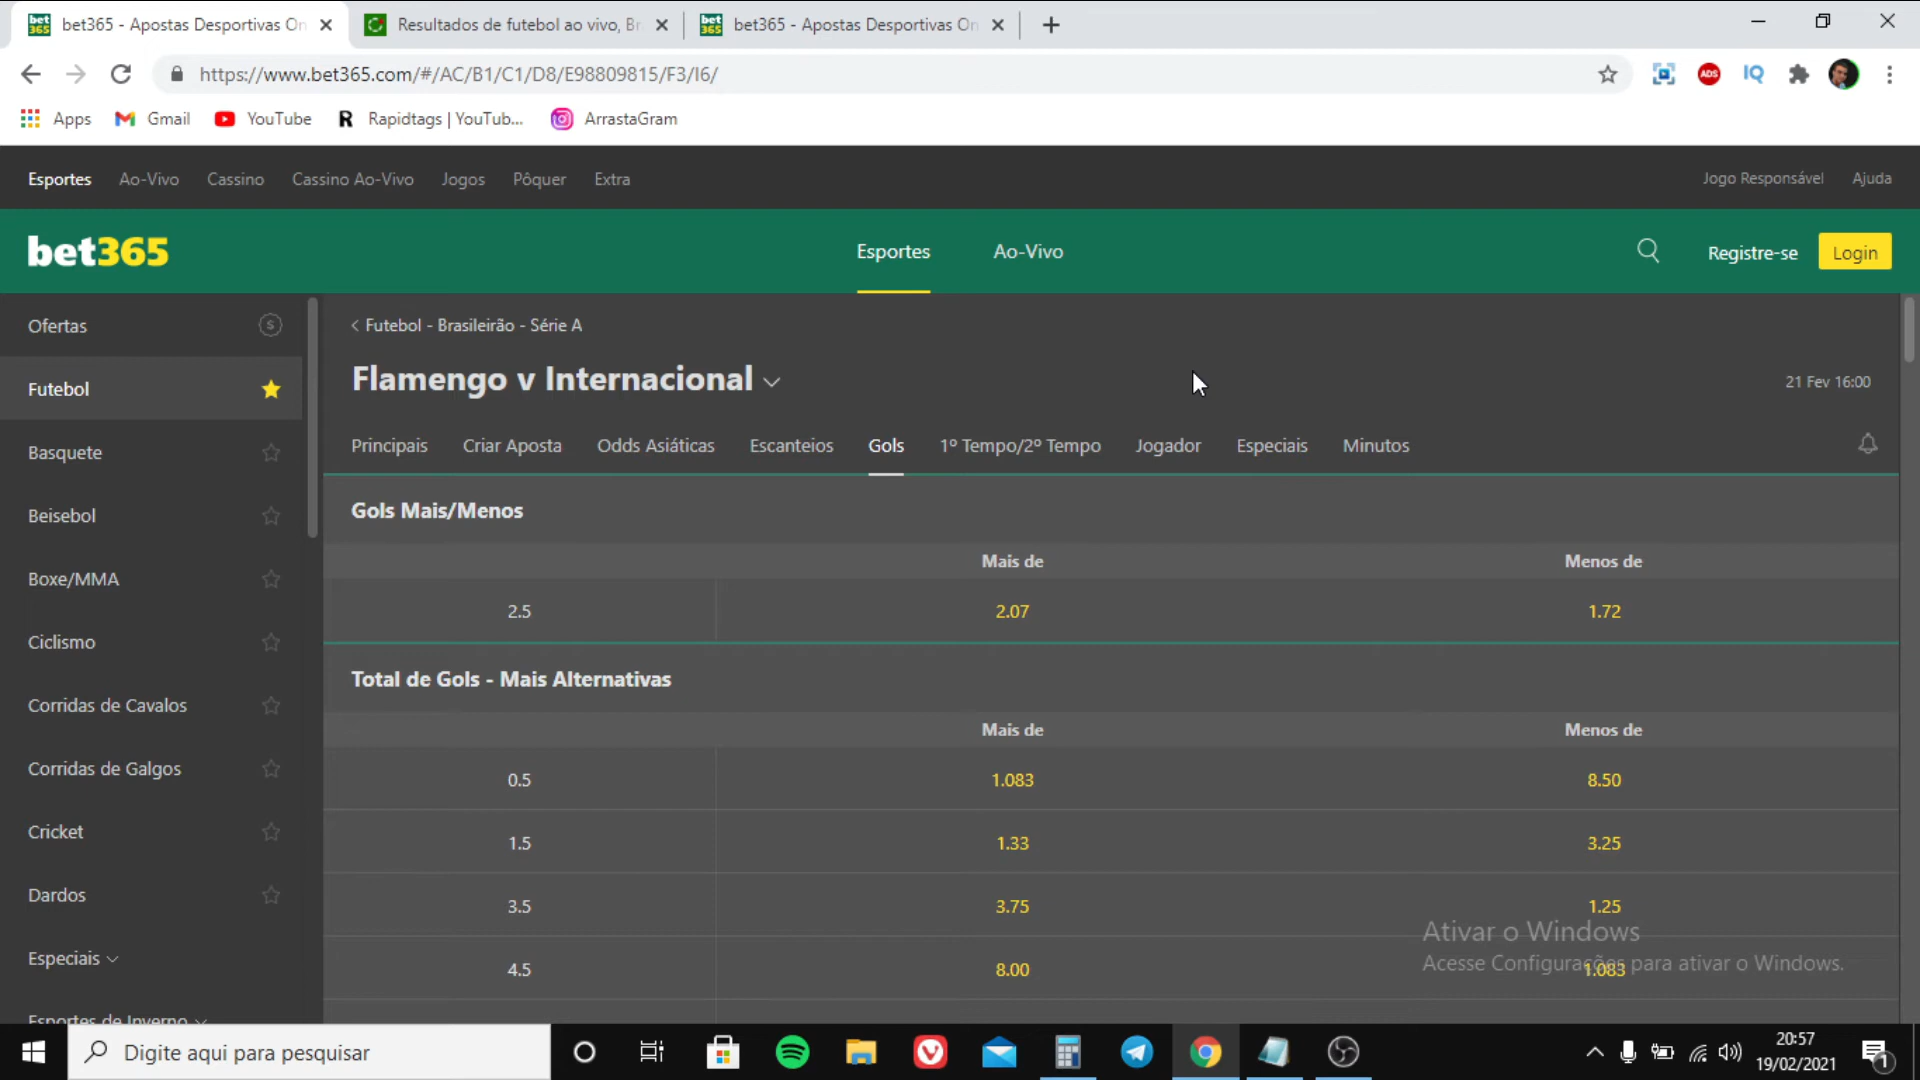 bet365 - Apostas Desportivas On
Resultados de futebol ao vivo, Br
bet365 - Apostas Desportivas On
https://www.bet365.com/#/AC/B1/C1/D8/E98809815/F3/I6/
ADS
IQ
Apps
Gmail
YouTube
Rapidtags | YouTub...
ArrastaGram
Esportes
Ao-Vivo
Cassino
Cassino Ao-Vivo
Jogos
Pôquer
Extra
Jogo Responsável
Ajuda
bet365
Esportes
Ao-Vivo
Registre-se
Login
Ofertas
Futebol
Basquete
Beisebol
Boxe/MMA
Ciclismo
Corridas de Cavalos
Corridas de Galgos
Cricket
Dardos
Especiais
Esportes de Inverno
Futebol - Brasileirão - Série A
Flamengo v Internacional
21 Fev 16:00
Principais
Criar Aposta
Odds Asiáticas
Escanteios
Gols
1º Tempo/2º Tempo
Jogador
Especiais
Minutos
Gols Mais/Menos
Mais de
Menos de
2.5
2.07
1.72
Total de Gols - Mais Alternativas
Mais de
Menos de
0.5
1.083
8.50
1.5
1.33
3.25
3.5
3.75
1.25
4.5
8.00
1.083
Ativar o Windows
Acesse Configurações para ativar o Windows.
Digite aqui para pesquisar
20:57
19/02/2021
1